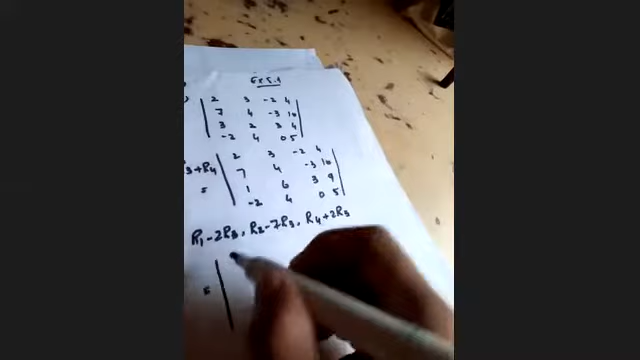 Ex 5.1
2 3 -2 4
7 4 -3 10
3 2 3 4
-2 4 0 5
R3+R4 2 3 -2 4
7 4 -3 10
= 1 6 3 9
-2 4 0 5
R1-2R3, R2-7R3, R4+2R3
=